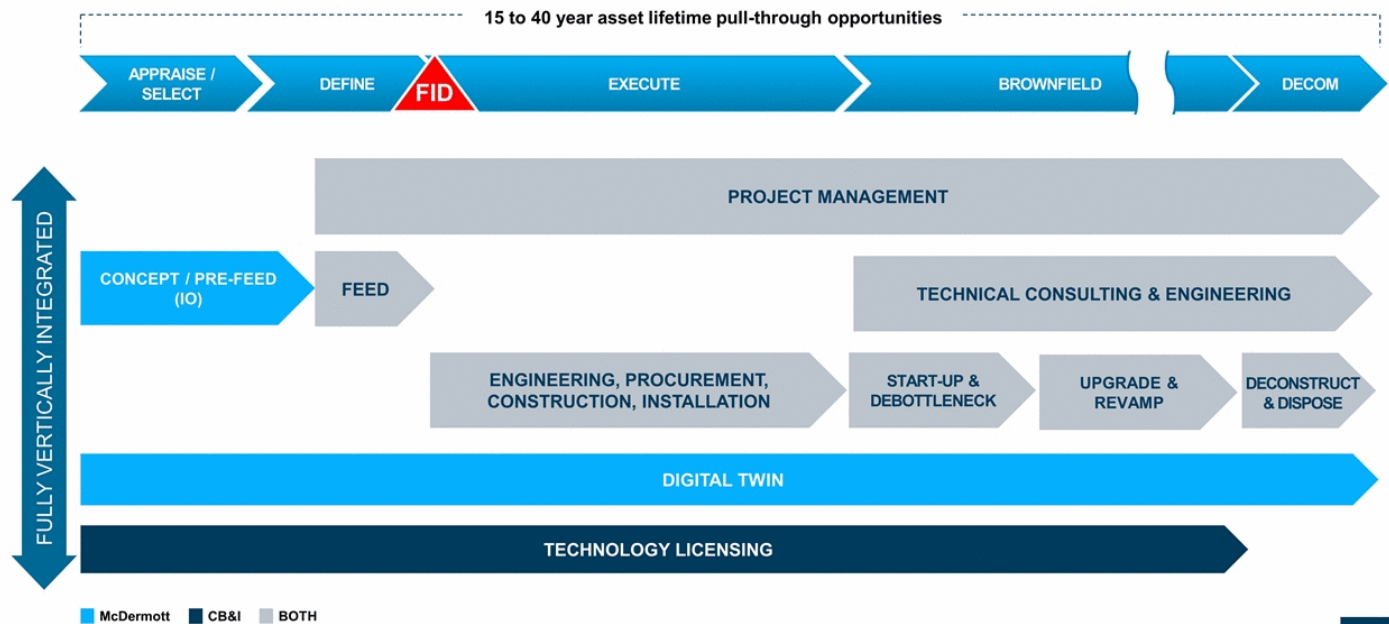 15 to 40 year asset lifetime pull-through opportunities
APPRAISE /
SELECT
DEFINE
FID
EXECUTE
BROWNFIELD
DECOM
FULLY VERTICALLY INTEGRATED
PROJECT MANAGEMENT
CONCEPT / PRE-FEED
(IO)
FEED
TECHNICAL CONSULTING & ENGINEERING
ENGINEERING, PROCUREMENT,
CONSTRUCTION, INSTALLATION
START-UP &
DEBOTTLENECK
UPGRADE &
REVAMP
DECONSTRUCT
& DISPOSE
DIGITAL TWIN
TECHNOLOGY LICENSING
McDermott CB&I BOTH